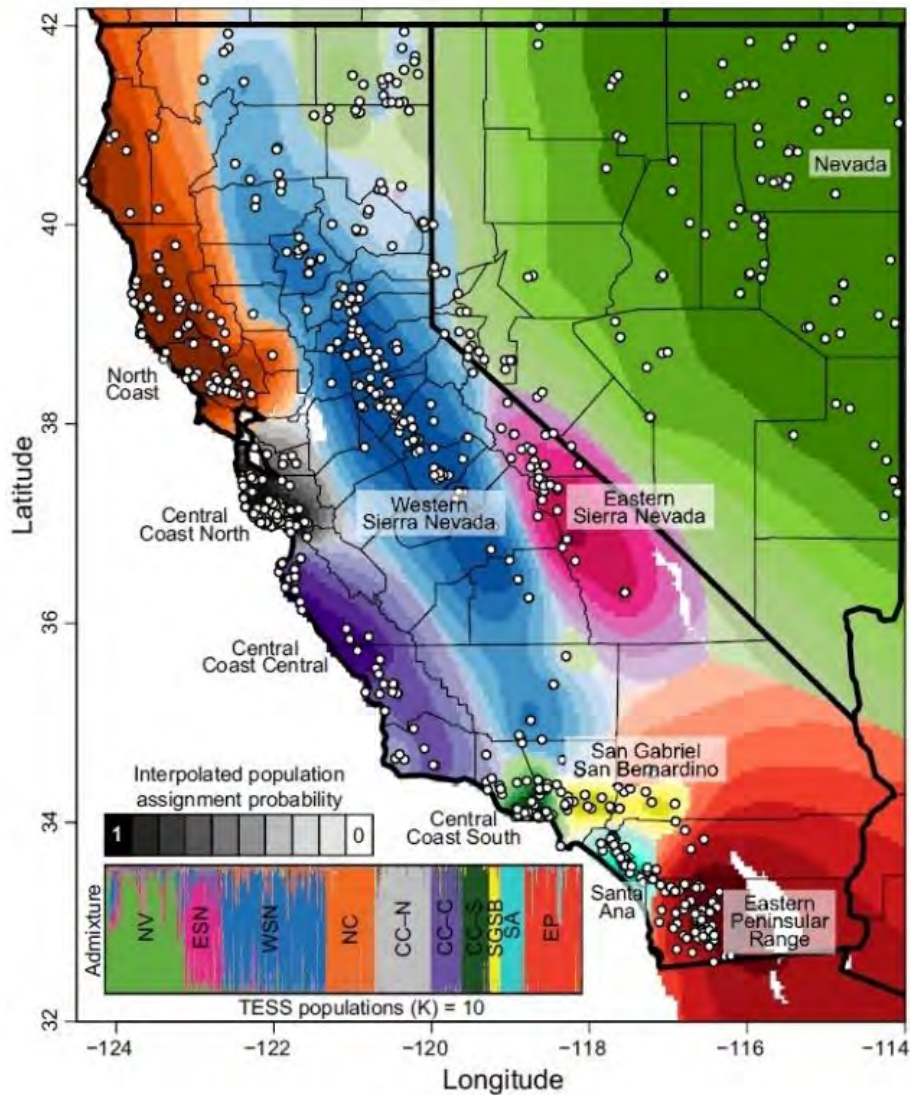 42
40
38
36
34
32
Latitude
Nevada
North
Coast
Western
Sierra Nevada
Eastern
Sierra Nevada
Central
Coast North
Central
Coast Central
San Gabriel
San Bernardino
Interpolated population
assignment probability
1
0
Central
Coast South
Santa
Ana
Eastern
Peninsular
Range
Admixture
NV
ESN
WSN
NC
CC–N
CC–C
CC–S
SGSB
SA
EP
TESS populations (K) = 10
−124
−122
−120
−118
−116
−114
Longitude